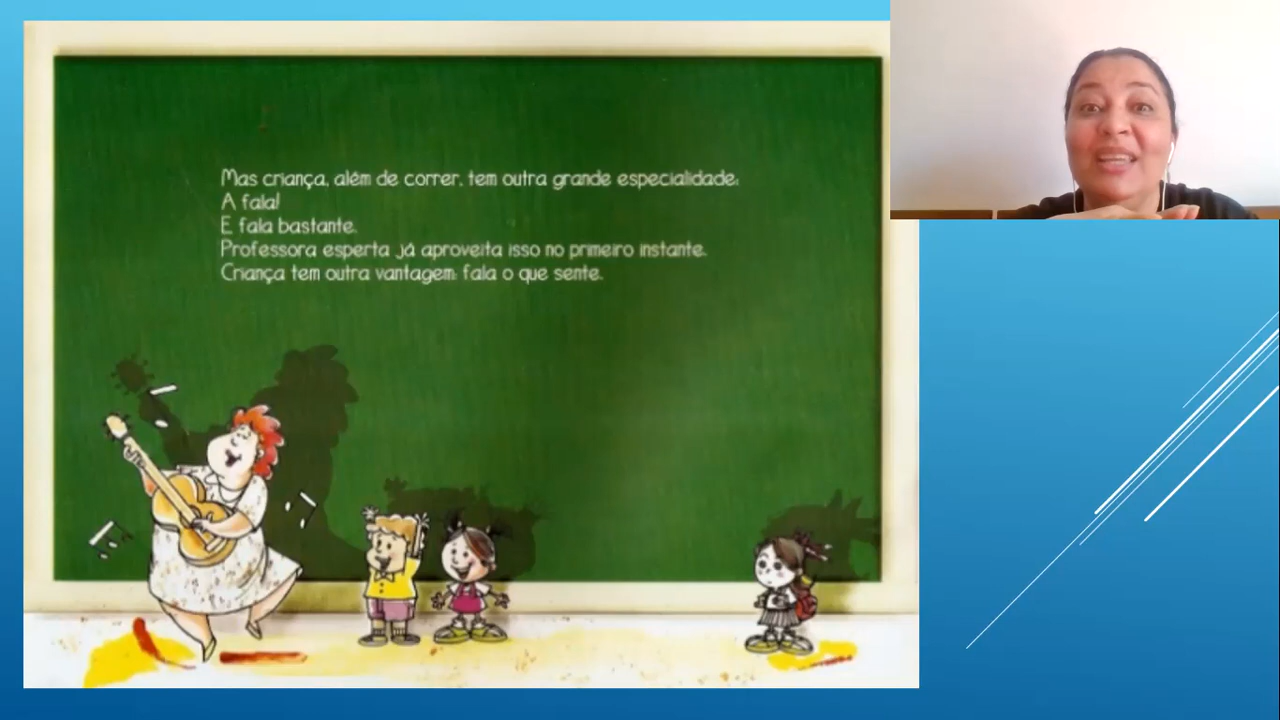 Mas criança, além de correr, tem outra grande especialidade:
A fala!
E fala bastante.
Professora esperta já aproveita isso no primeiro instante.
Criança tem outra vantagem: fala o que sente.